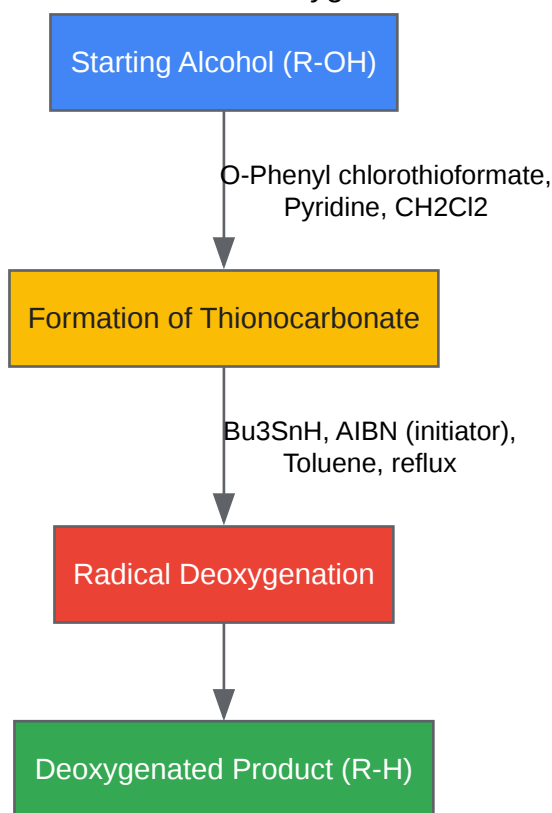 Starting Alcohol (R-OH)
O-Phenyl chlorothioformate,
Pyridine, CH2Cl2
Formation of Thionocarbonate
Bu3SnH, AIBN (initiator),
Toluene, reflux
Radical Deoxygenation
Deoxygenated Product (R-H)